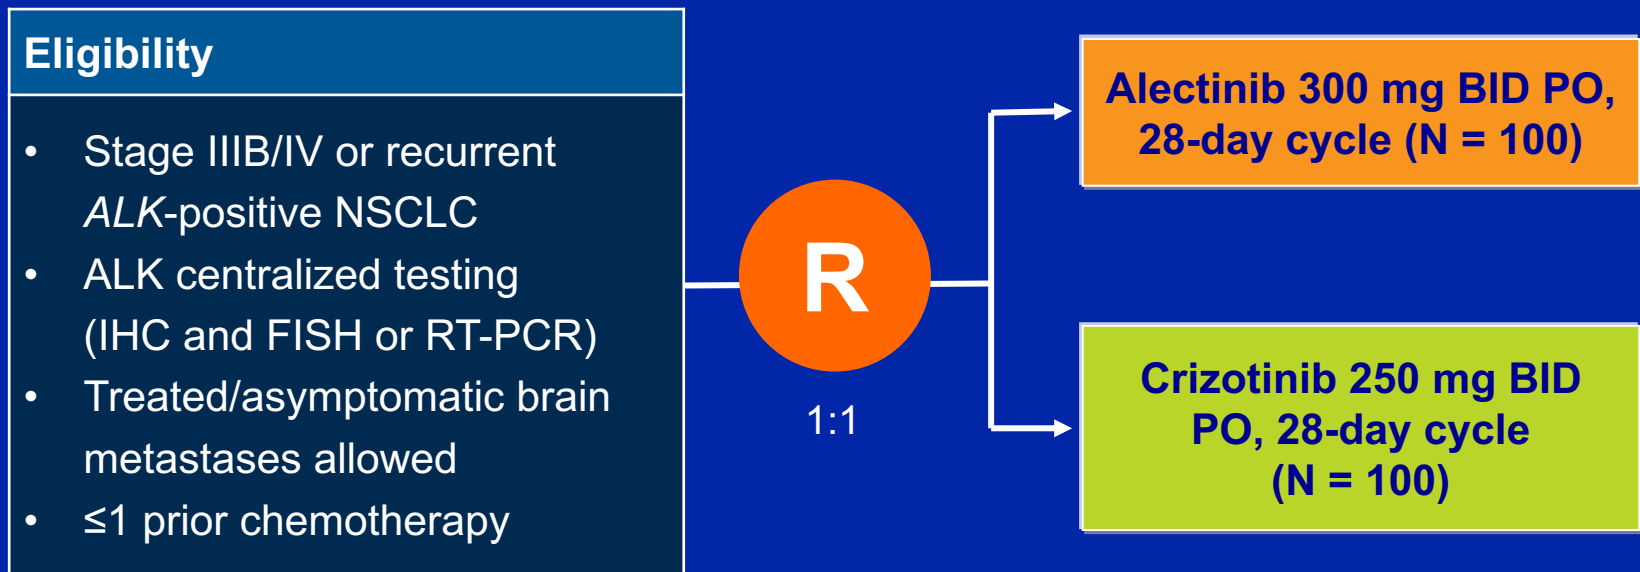 Eligibility
• Stage IIIB/IV or recurrent
ALK-positive NSCLC
• ALK centralized testing
(IHC and FISH or RT-PCR)
• Treated/asymptomatic brain
metastases allowed
• ≤1 prior chemotherapy
R
1:1
Alectinib 300 mg BID PO,
28-day cycle (N = 100)
Crizotinib 250 mg BID
PO, 28-day cycle
(N = 100)